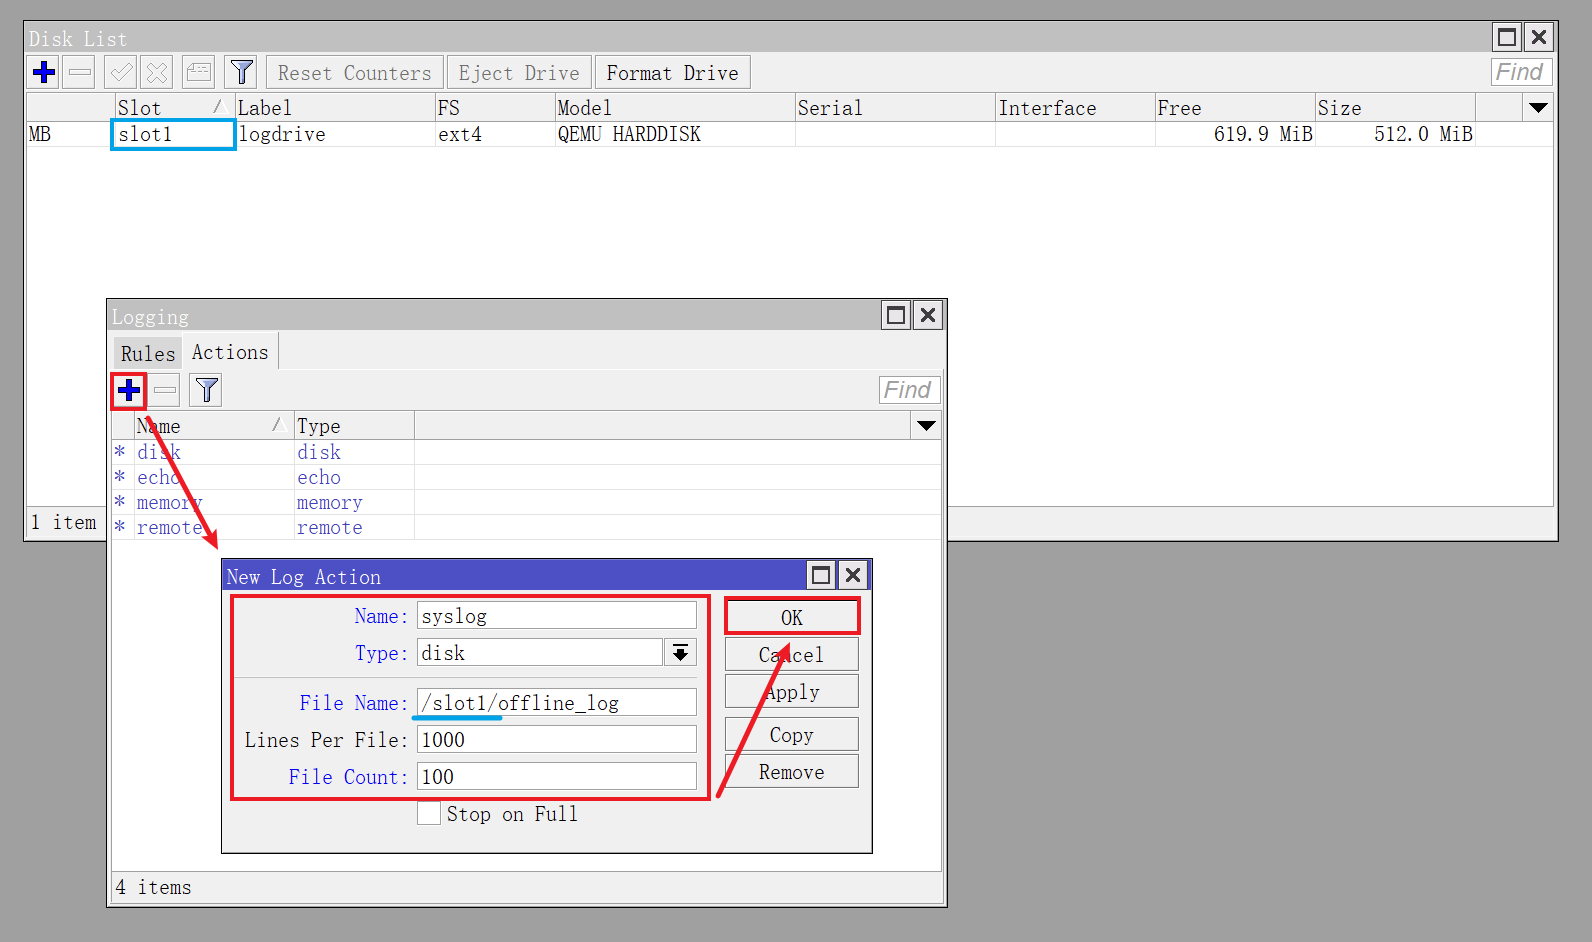 Disk List
Reset Counters Eject Drive Format Drive Find
Slot Label FS Model Serial Interface Free Size
MB slot1 logdrive ext4 QEMU HARDDISK 619.9 MiB 512.0 MiB
1 item
Logging
Rules Actions
Find
Name Type
* disk disk
* echo echo
* memory memory
* remote remote
New Log Action
Name: syslog
Type: disk
File Name: /slot1/offline_log
Lines Per File: 1000
File Count: 100
Stop on Full
OK
Cancel
Apply
Copy
Remove
4 items